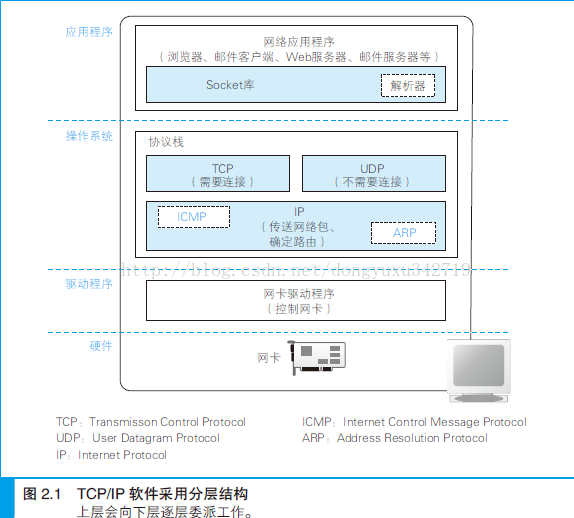 应用程序
网络应用程序
（浏览器、邮件客户端、Web服务器、邮件服务器等）
Socket库
解析器
操作系统
协议栈
TCP
（需要连接）
UDP
（不需要连接）
ICMP
IP
（传送网络包、
确定路由）
ARP
http://blog.csdn.net/dongyuxu342719
驱动程序
网卡驱动程序
（控制网卡）
硬件
网卡
TCP：Transmisson Control Protocol
UDP：User Datagram Protocol
IP：Internet Protocol
ICMP：Internet Control Message Protocol
ARP：Address Resolution Protocol
图 2.1 TCP/IP 软件采用分层结构
上层会向下层逐层委派工作。